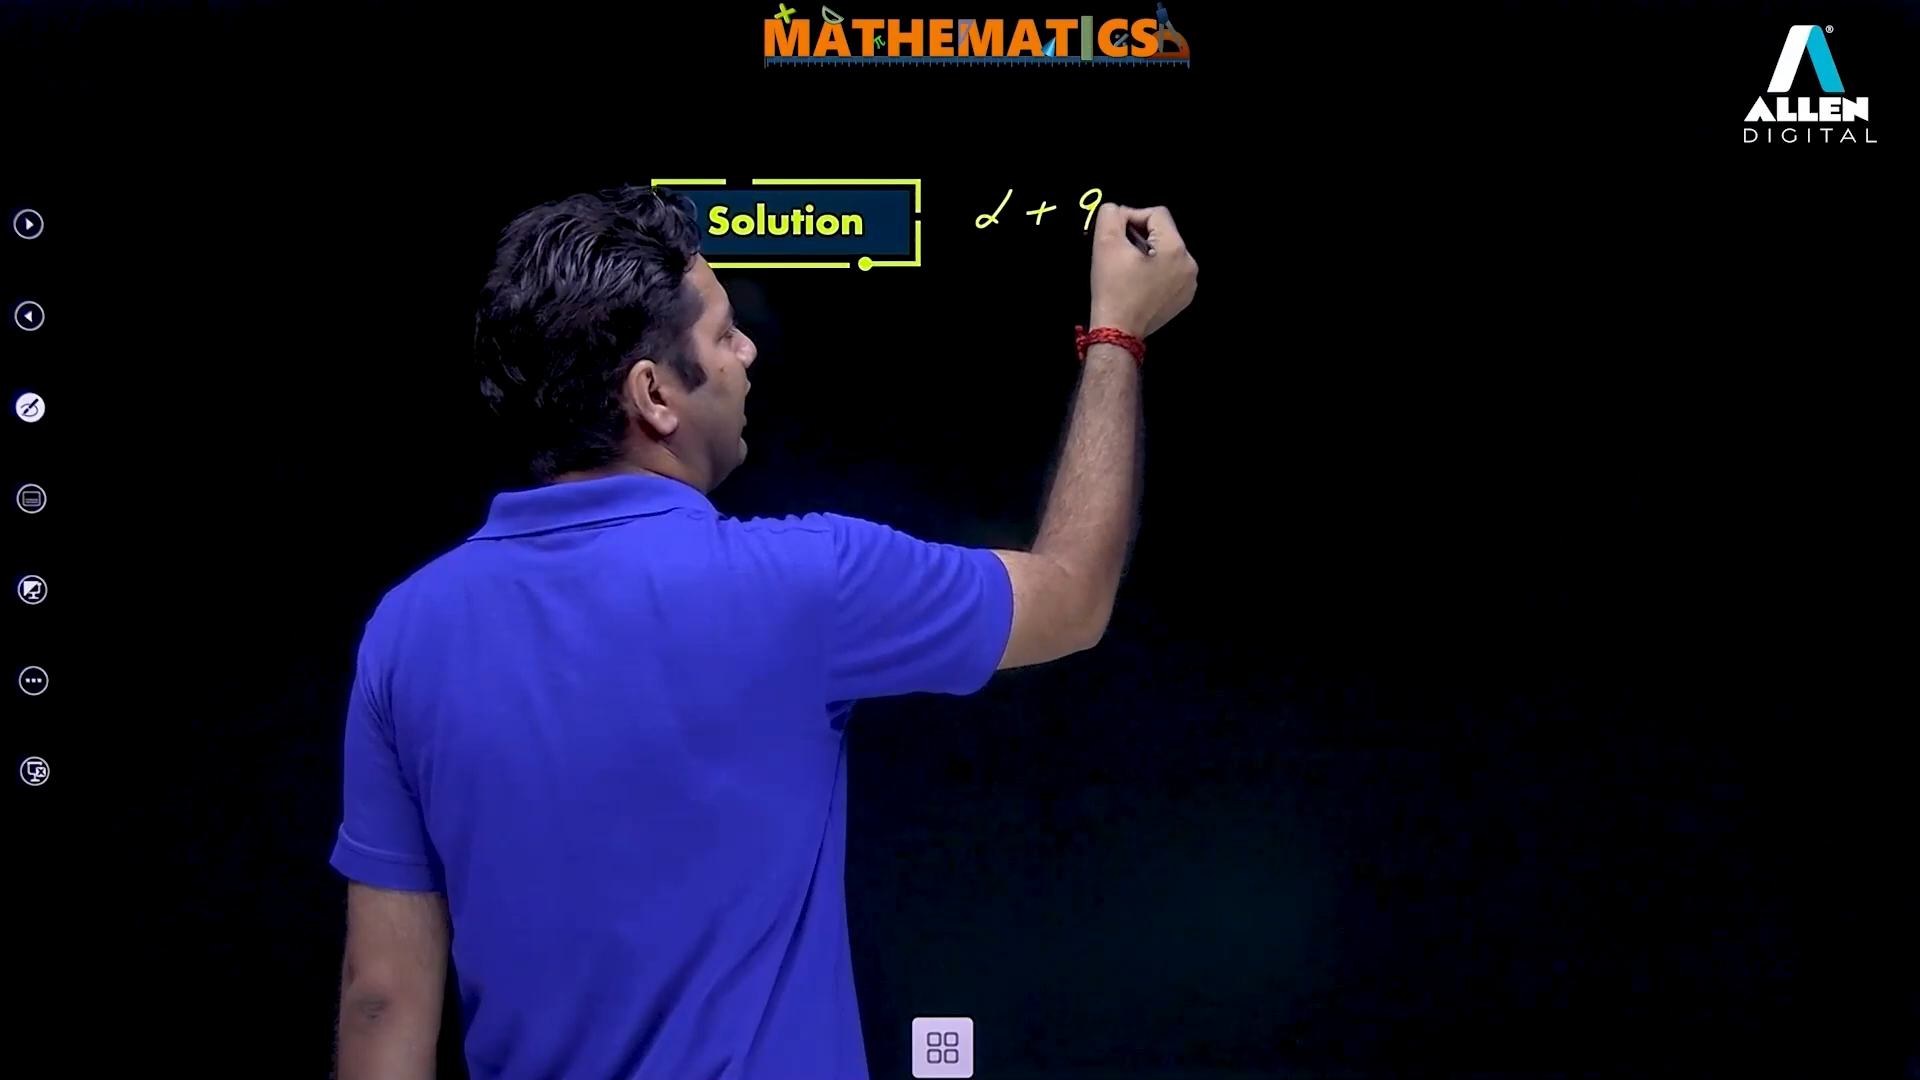 MATHEMATICS
ALLEN
DIGITAL
Solution
α + 9